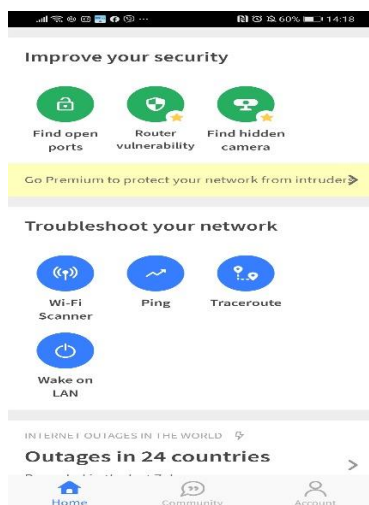 60% 14:18
Improve your security
Find open ports
Router vulnerability
Find hidden camera
Go Premium to protect your network from intruders
Troubleshoot your network
Wi-Fi Scanner
Ping
Traceroute
Wake on LAN
INTERNET OUTAGES IN THE WORLD
Outages in 24 countries
Home
Community
Account